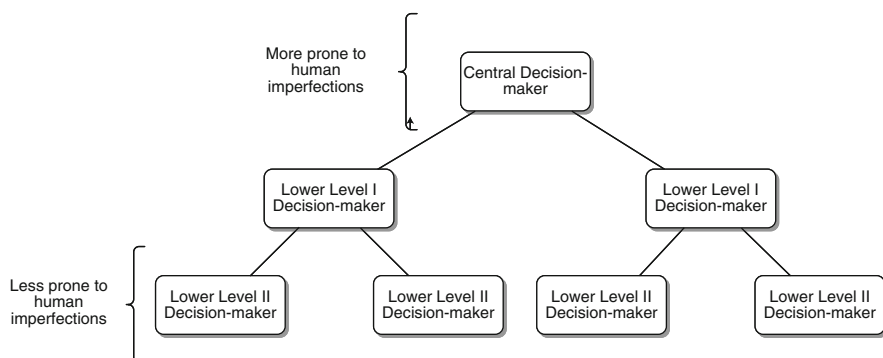 More prone to
human
imperfections
Central Decision-
maker
Lower Level I
Decision-maker
Lower Level I
Decision-maker
Less prone to
human
imperfections
Lower Level II
Decision-maker
Lower Level II
Decision-maker
Lower Level II
Decision-maker
Lower Level II
Decision-maker